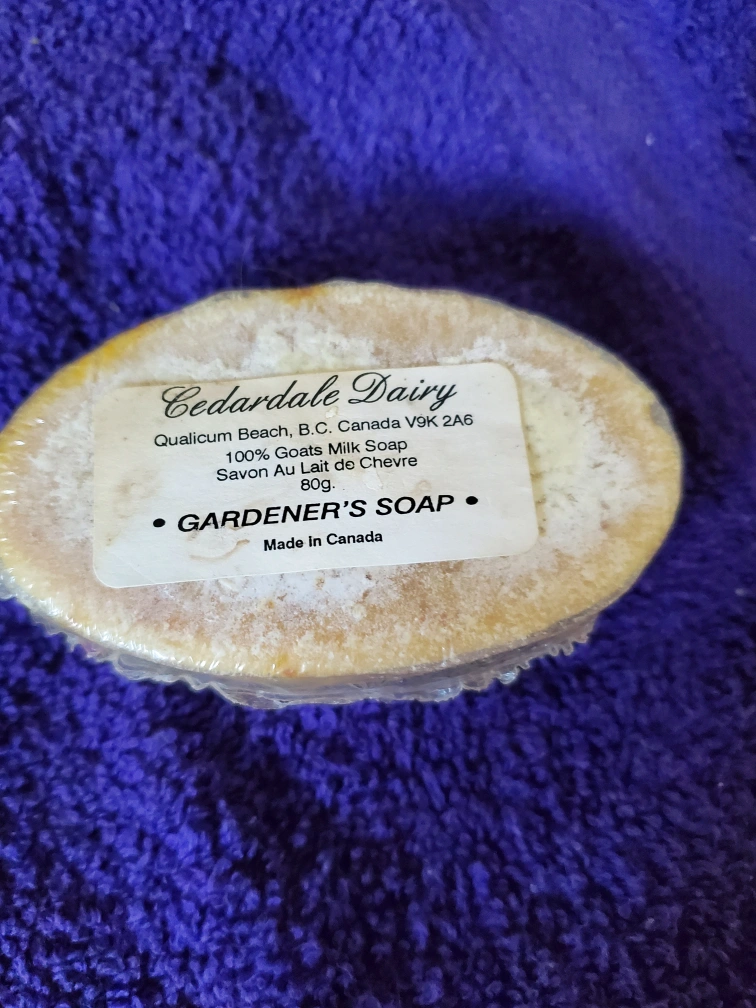 Cedardale Dairy
Qualicum Beach, B.C. Canada V9K 2A6
100% Goats Milk Soap
Savon Au Lait de Chevre
80g.
• GARDENER'S SOAP •
Made in Canada